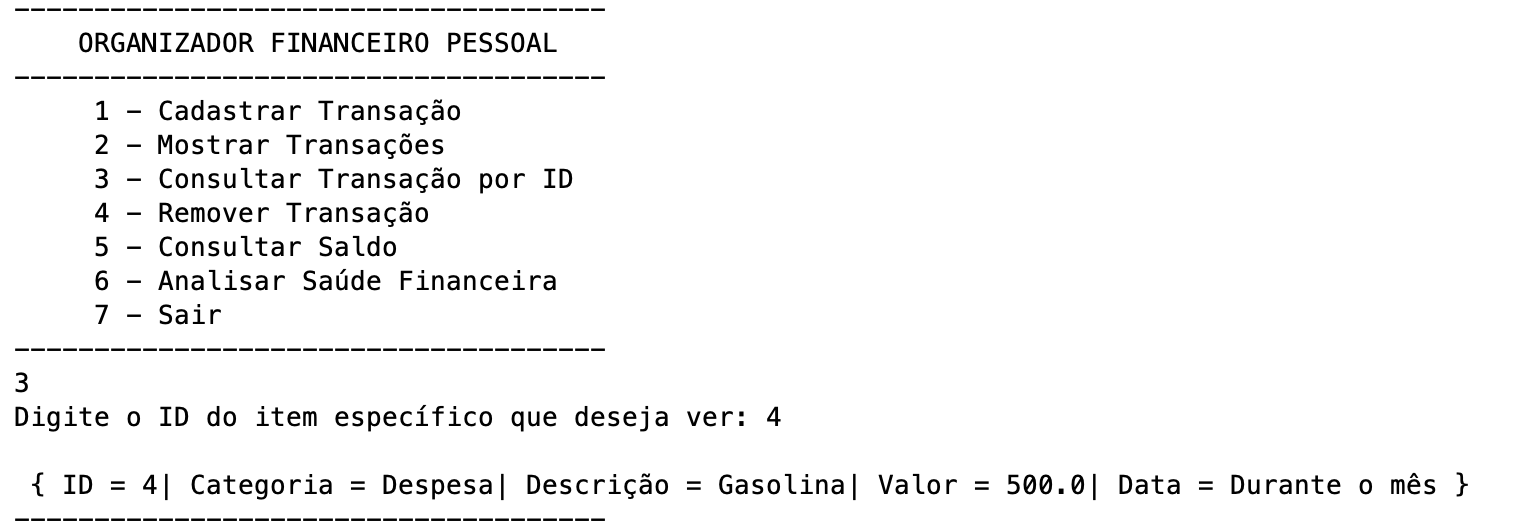 -------------------------------------
ORGANIZADOR FINANCEIRO PESSOAL
-------------------------------------
1 - Cadastrar Transação
2 - Mostrar Transações
3 - Consultar Transação por ID
4 - Remover Transação
5 - Consultar Saldo
6 - Analisar Saúde Financeira
7 - Sair
-------------------------------------
3
Digite o ID do item específico que deseja ver: 4
{ ID = 4| Categoria = Despesa| Descrição = Gasolina| Valor = 500.0| Data = Durante o mês }
-------------------------------------